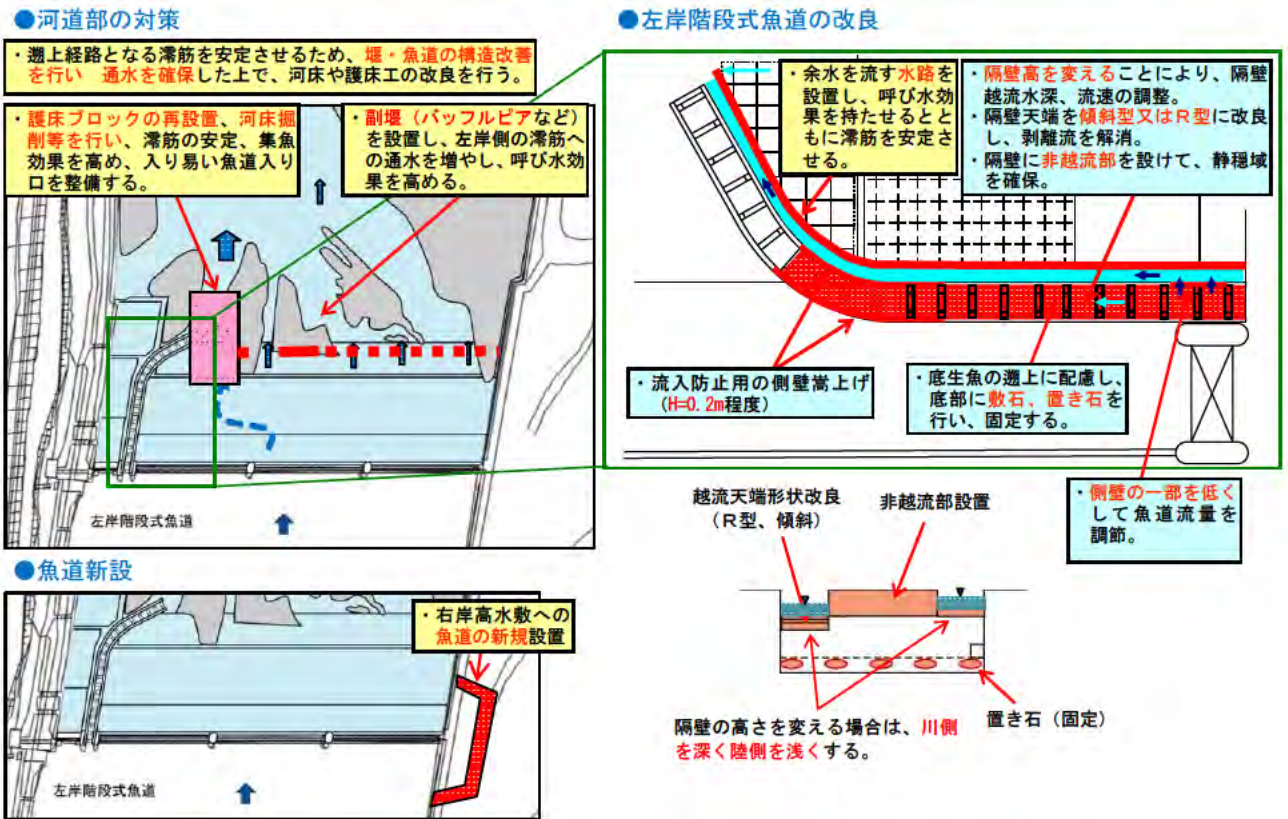 ●河道部の対策
・遡上経路となる澪筋を安定させるため、堰・魚道の構造改善
を行い 通水を確保した上で、河床や護床工の改良を行う。
・護床ブロックの再設置、河床掘
削等を行い、澪筋の安定、集魚
効果を高め、入り易い魚道入り
口を整備する。
・副堰（バッフルピアなど）
を設置し、左岸側の澪筋へ
の通水を増やし、呼び水効
果を高める。
左岸階段式魚道
●魚道新設
・右岸高水敷への
魚道の新規設置
左岸階段式魚道
●左岸階段式魚道の改良
・余水を流す水路を
設置し、呼び水効
果を持たせるとと
もに澪筋を安定さ
せる。
・隔壁高を変えることにより、隔壁
越流水深、流速の調整。
・隔壁天端を傾斜型又はR型に改良
し、剥離流を解消。
・隔壁に非越流部を設けて、静穏域
を確保。
・流入防止用の側壁嵩上げ
（H=0.2m程度）
・底生魚の遡上に配慮し、
底部に敷石、置き石を
行い、固定する。
・側壁の一部を低く
して魚道流量を
調節。
越流天端形状改良
（R型、傾斜）
非越流部設置
隔壁の高さを変える場合は、川側
を深く陸側を浅くする。
置き石（固定）